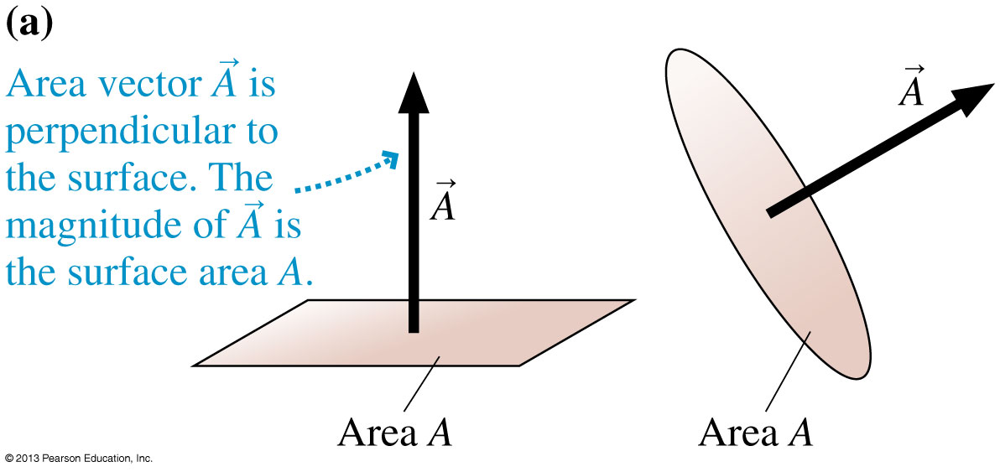 (a)
Area vector A⃗ is
perpendicular to
the surface. The
magnitude of A⃗ is
the surface area A.
A⃗
Area A
A⃗
Area A
© 2013 Pearson Education, Inc.